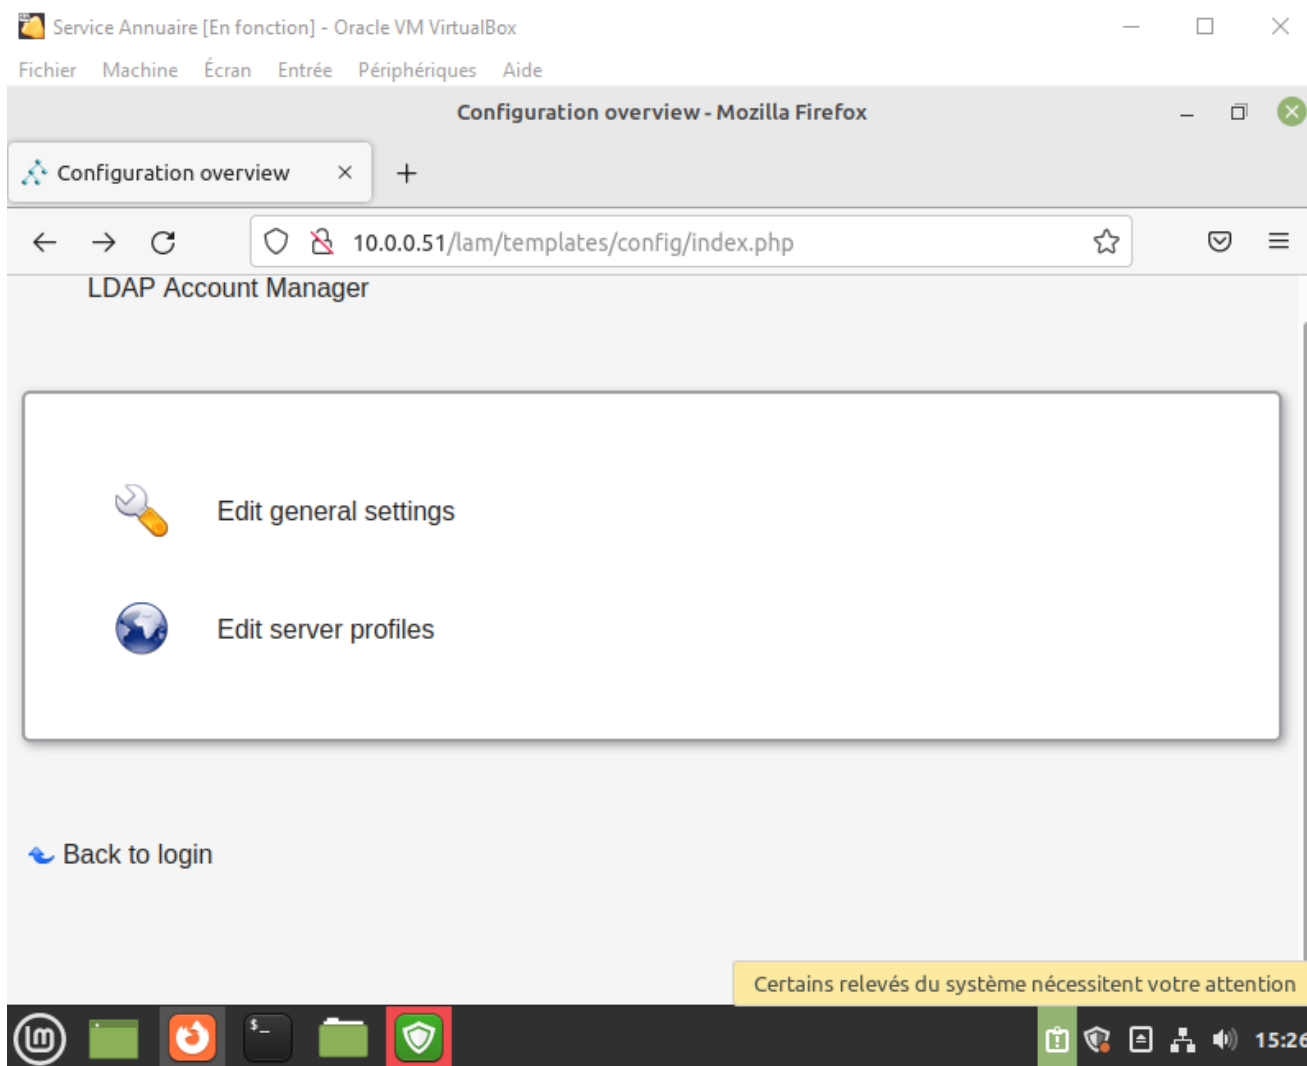 Service Annuaire [En fonction] - Oracle VM VirtualBox
Fichier Machine Écran Entrée Périphériques Aide
Configuration overview - Mozilla Firefox
Configuration overview
10.0.0.51/lam/templates/config/index.php
LDAP Account Manager
Edit general settings
Edit server profiles
Back to login
Certains relevés du système nécessitent votre attention
15:26